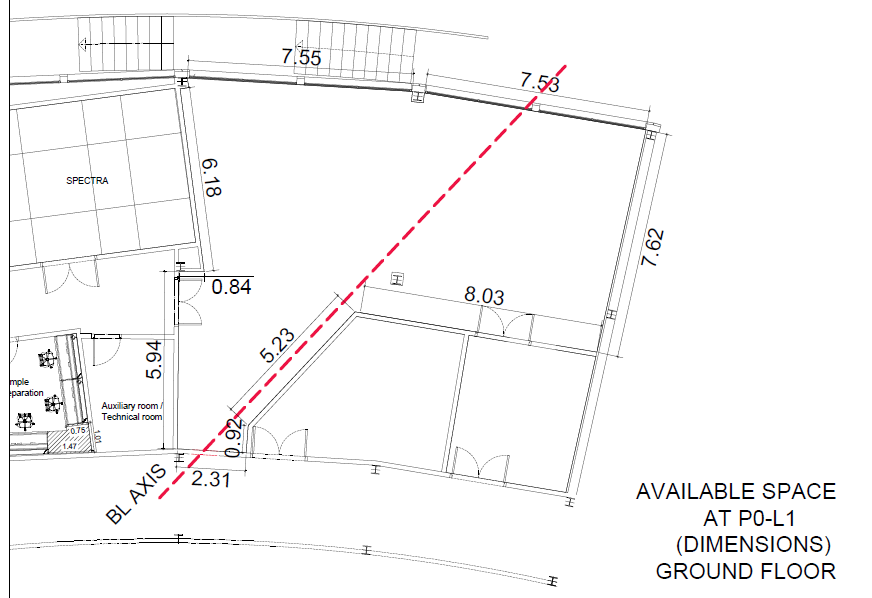 7.55
7.53
SPECTRA
6.18
7.62
0.84
8.03
5.23
5.94
mple
eparation
Auxiliary room /
Technical room
0.75
1.01
1.47
0.92
2.31
BL AXIS
AVAILABLE SPACE
AT P0-L1
(DIMENSIONS)
GROUND FLOOR